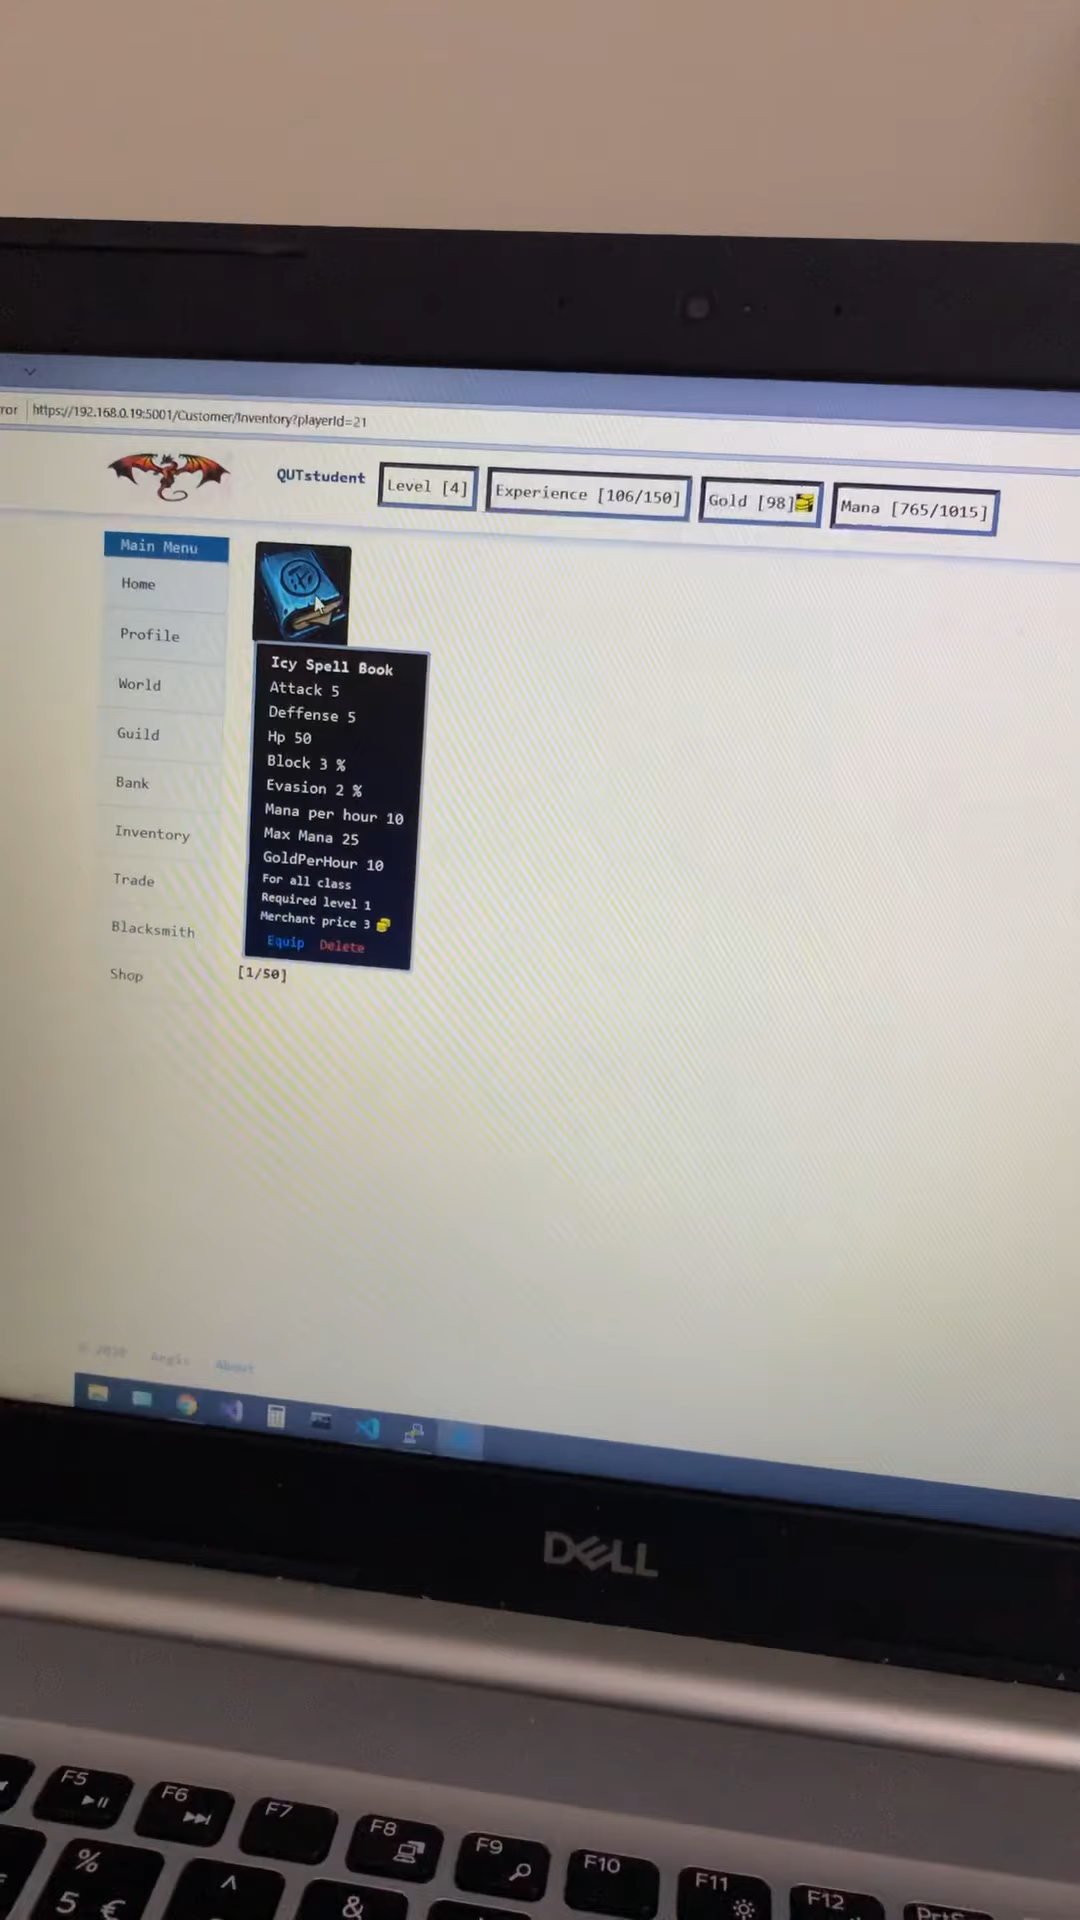 ror https://192.168.0.19:5001/Customer/Inventory?playerId=21
QUTstudent Level [4] Experience [106/150] Gold [98] Mana [765/1015]
Main Menu
Home
Profile
World
Guild
Bank
Inventory
Trade
Blacksmith
Shop
Icy Spell Book
Attack 5
Deffense 5
Hp 50
Block 3 %
Evasion 2 %
Mana per hour 10
Max Mana 25
GoldPerHour 10
For all class
Required level 1
Merchant price 3
Equip Delete
[1/50]
© 2020 About
DELL
F5 F6 F7 F8 F9 F10 F11 F12
% ^ &
5 €